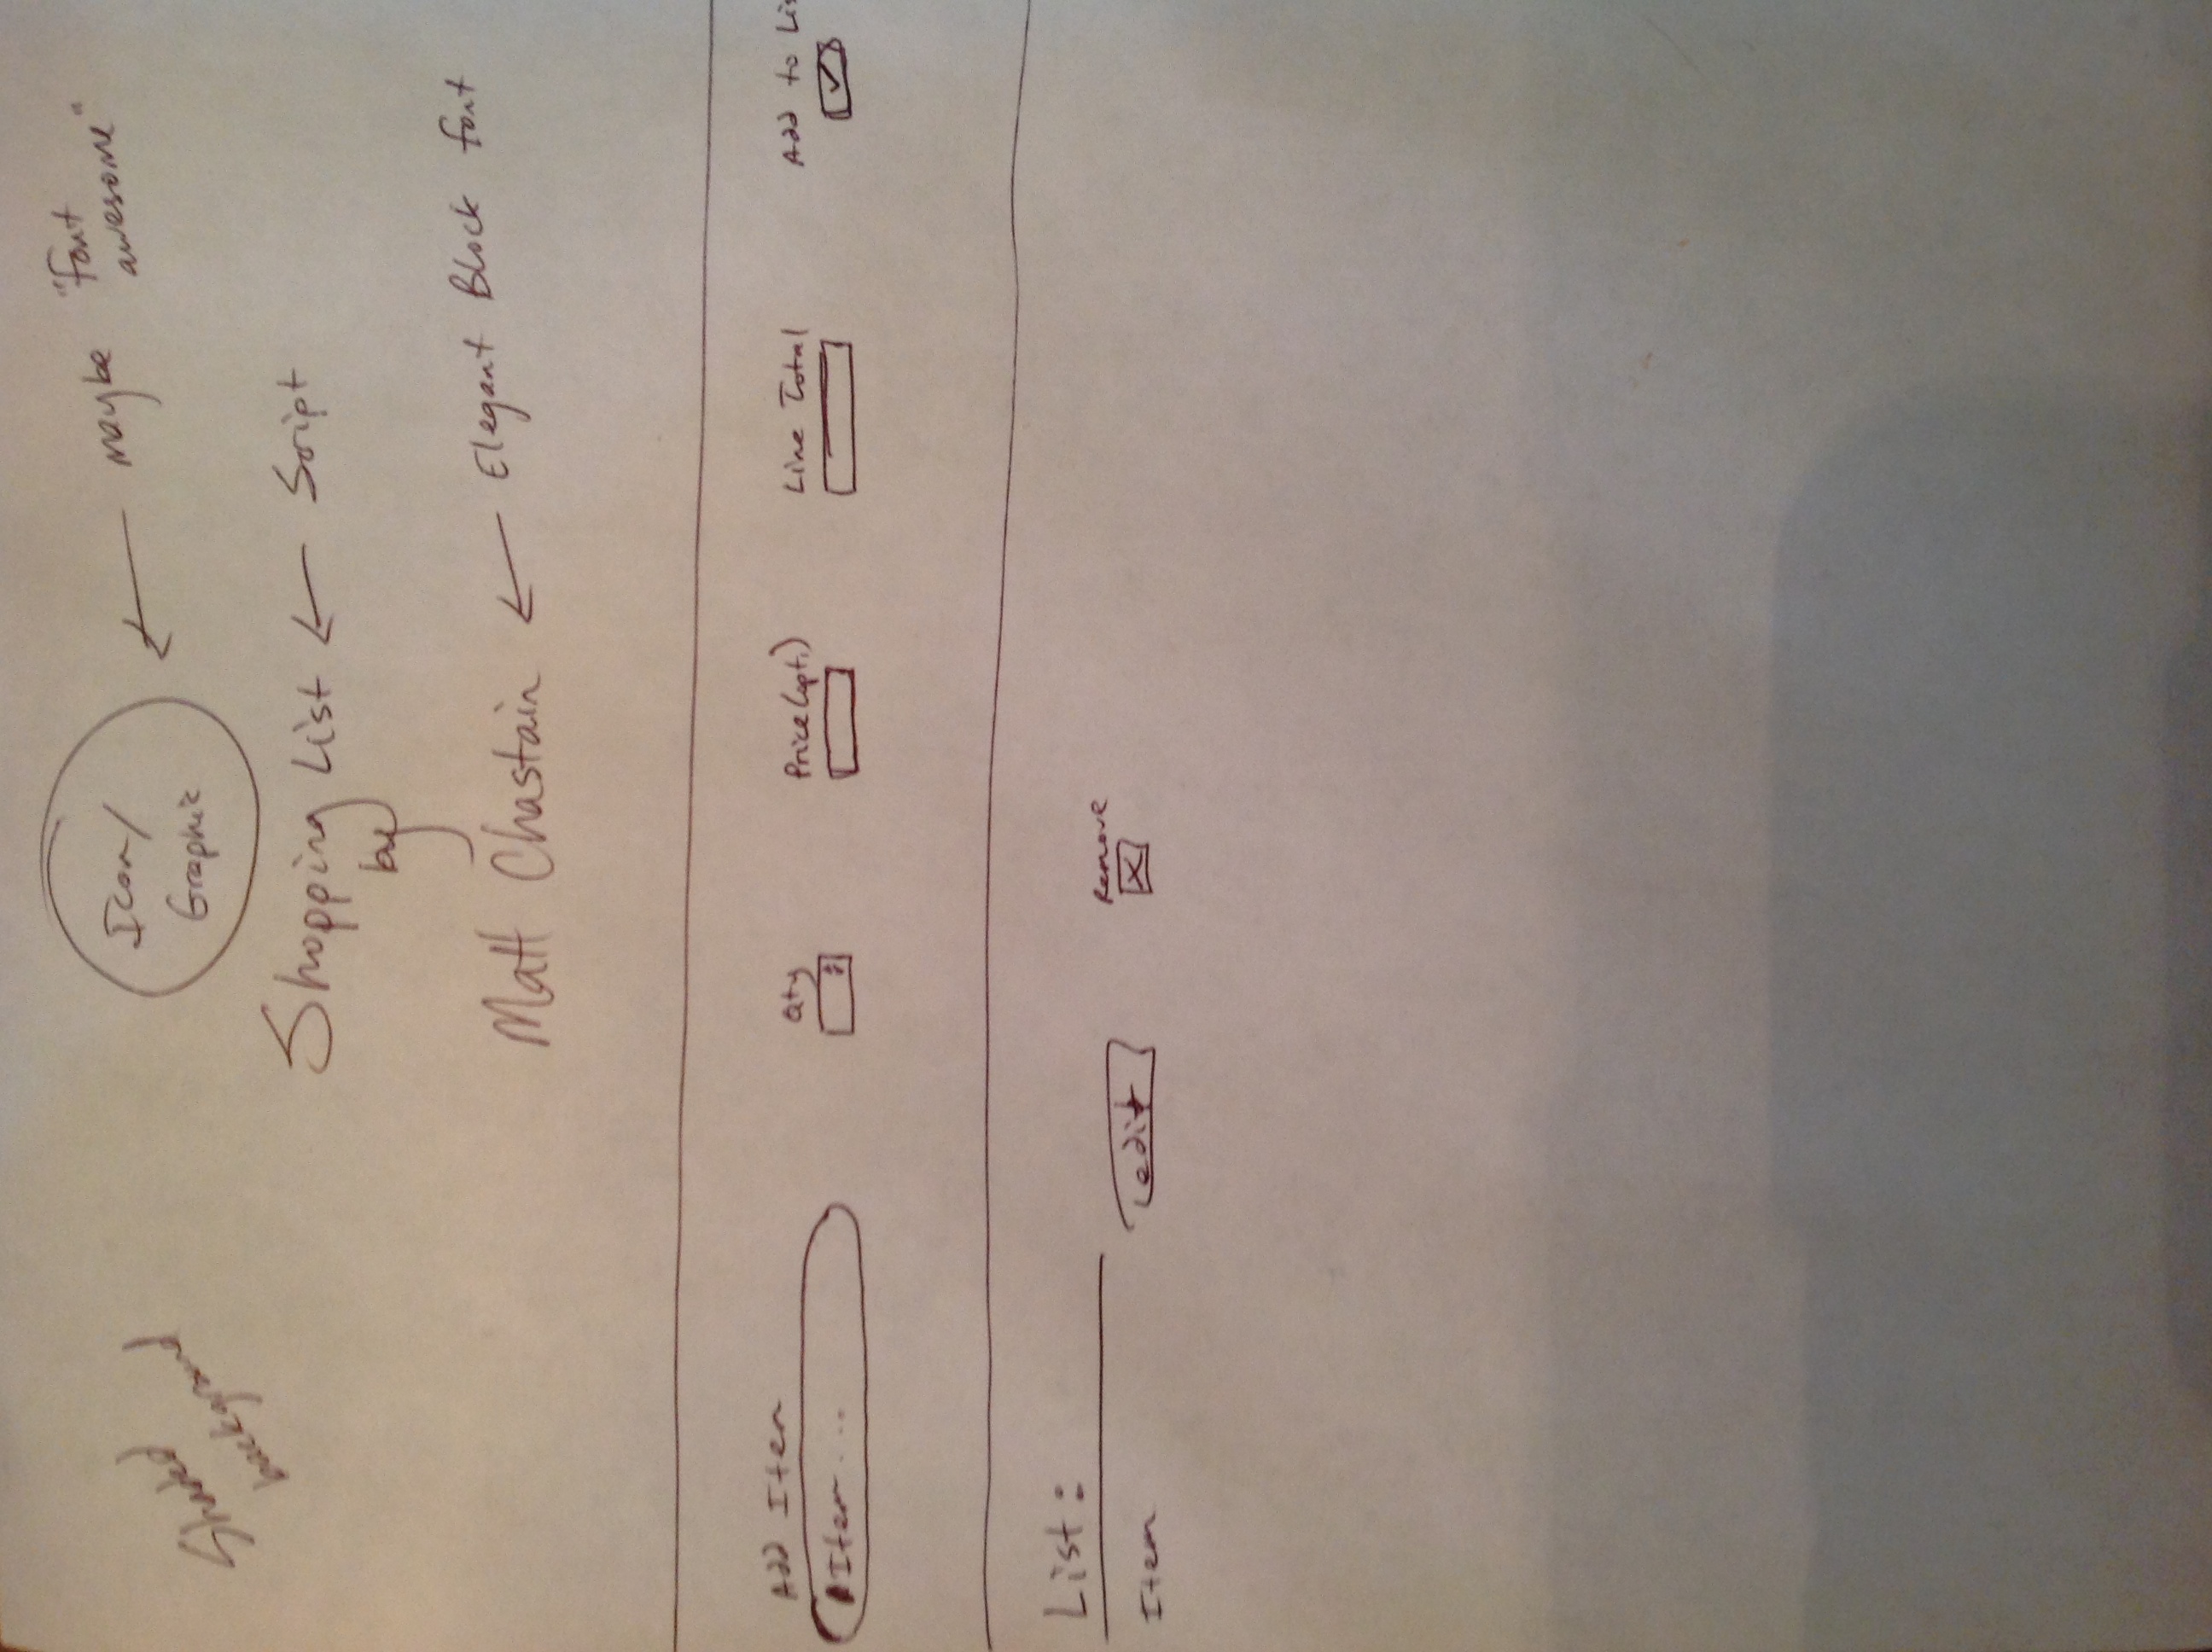 Shaded
background
Icon/
Graphic
maybe "font
awesome"
Shopping List
Script
by
Matt Chastain
Elegant Block font
Add Item
Item...
Qty
Price (opt.)
Line Total
Add to Lis
List:
Item
edit
Remove
X